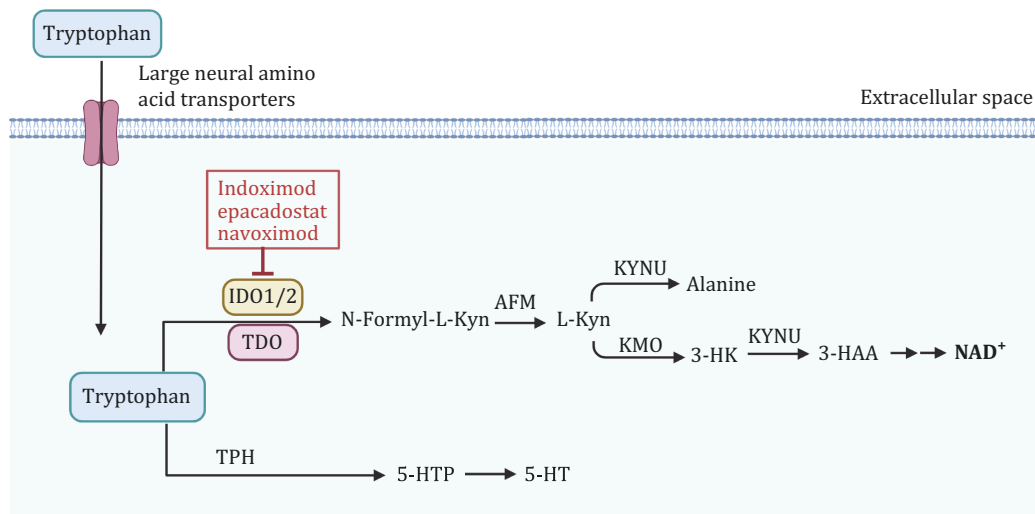 Tryptophan
Large neural amino
acid transporters
Extracellular space
Indoximod
epacadostat
navoximod
IDO1/2
TDO
N-Formyl-L-Kyn
AFM
L-Kyn
KYNU
Alanine
KMO
3-HK
KYNU
3-HAA
NAD⁺
Tryptophan
TPH
5-HTP
5-HT